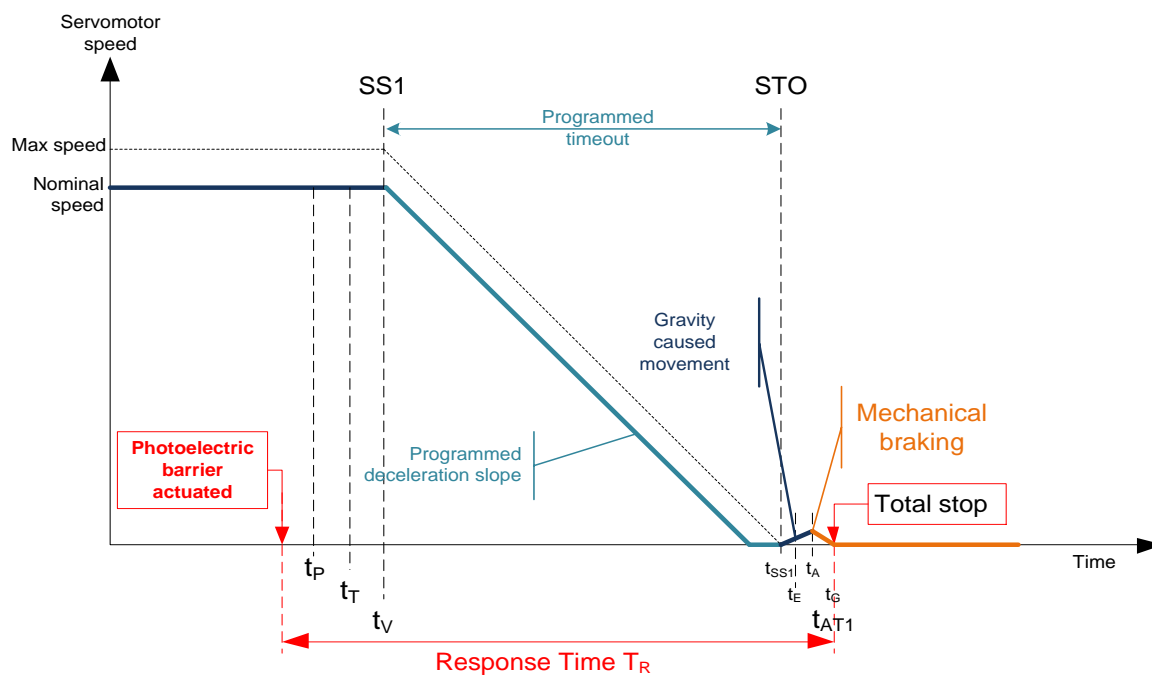 Servomotor
speed
SS1
STO
Programmed
timeout
Max speed
Nominal
speed
Gravity
caused
movement
Mechanical
braking
Photoelectric
barrier
actuated
Programmed
deceleration slope
Total stop
Time
tP
tT
tV
tSS1
tE
tA
tG
tAT1
Response Time TR